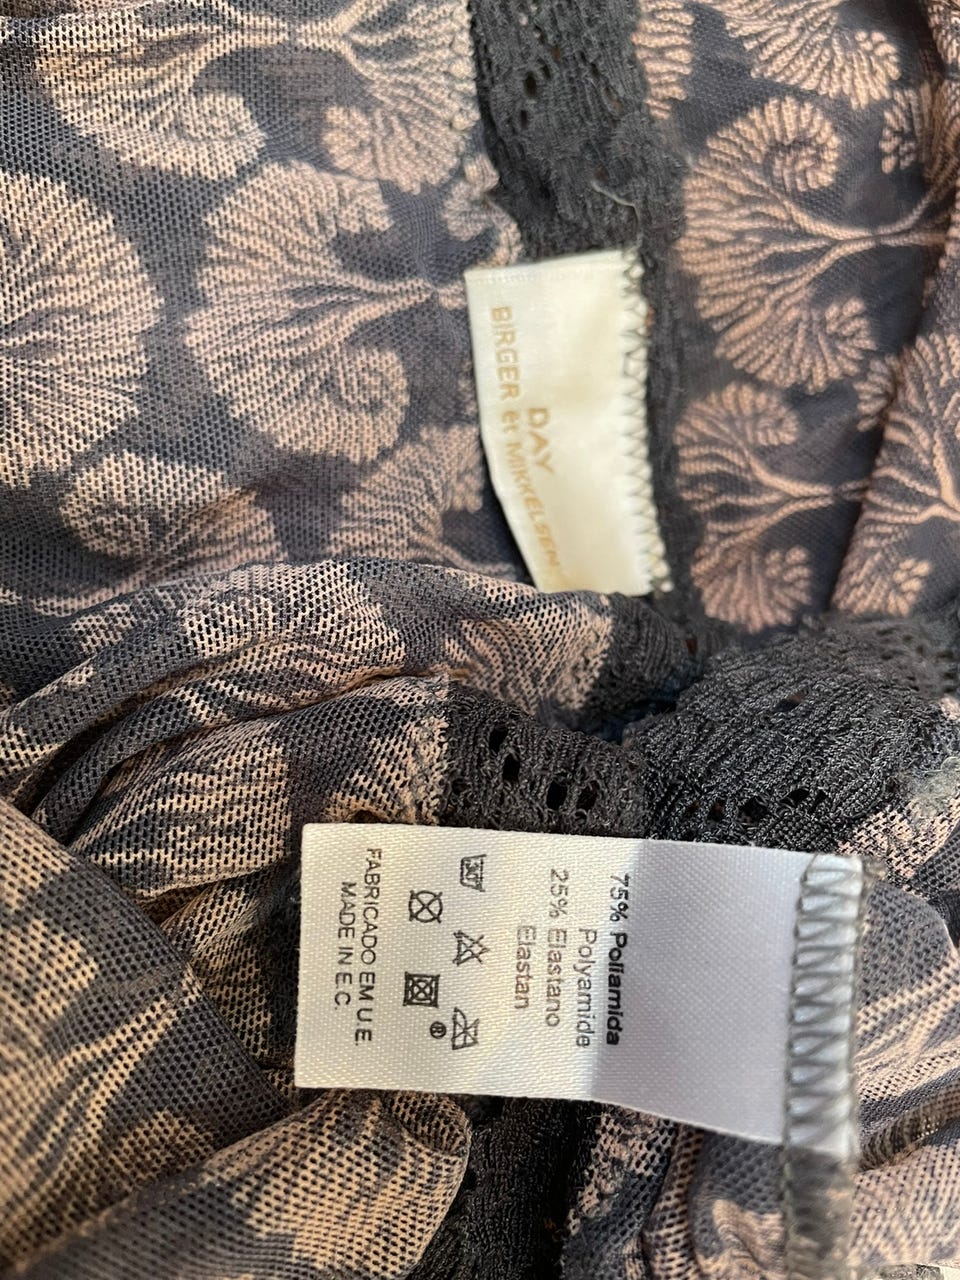 DAY
BIRGER et MIKKELSEN
75% Poliamida
Polyamide
25% Elastano
Elastan
®
FABRICADO EM U.E.
MADE IN E.C.